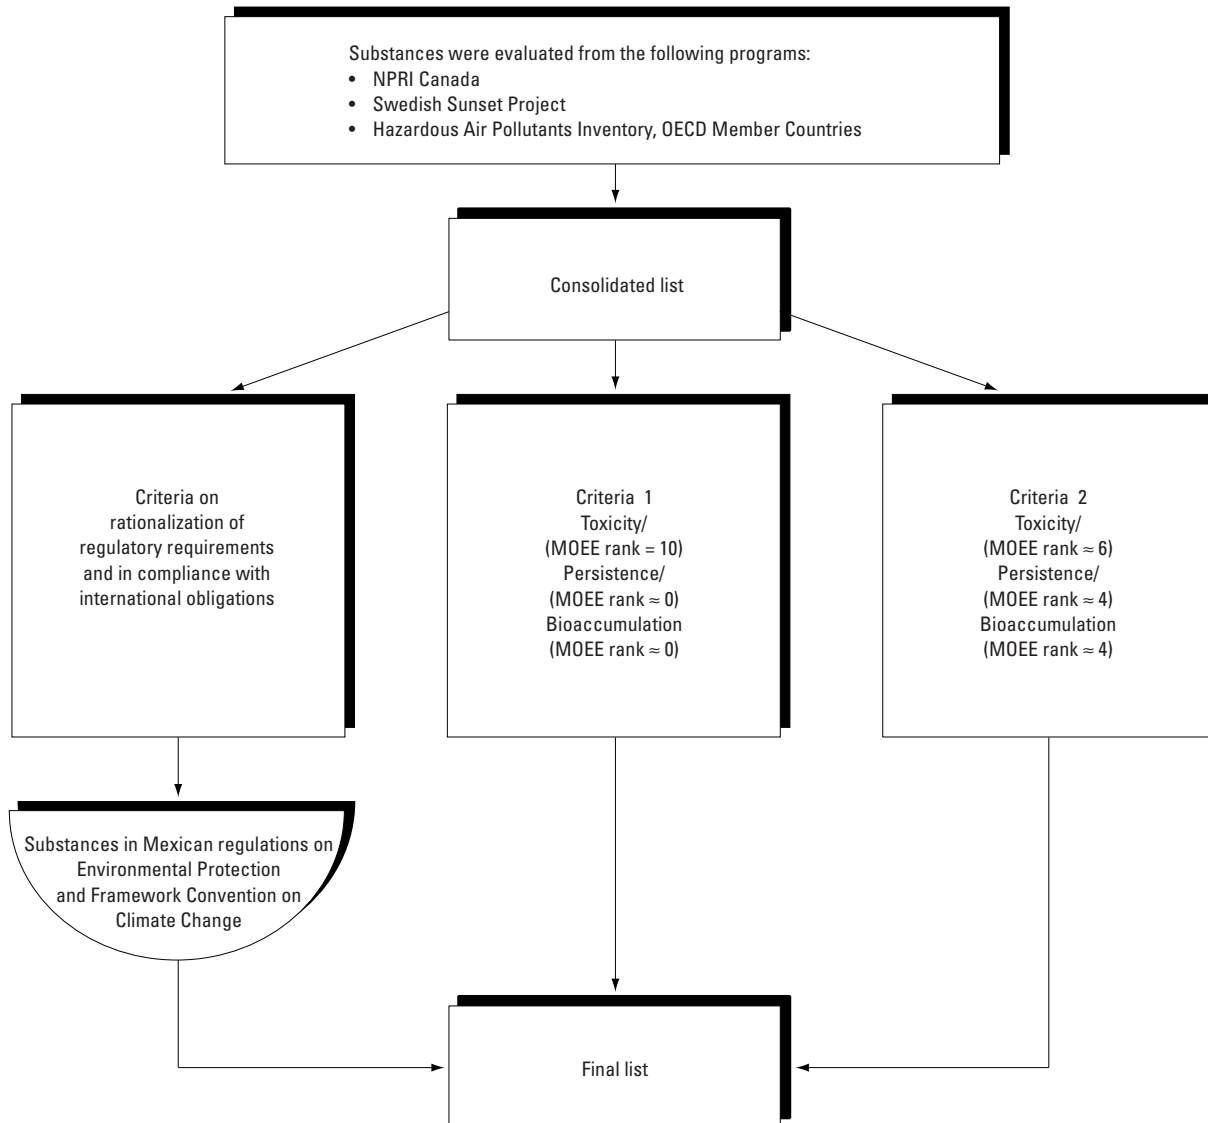 Substances were evaluated from the following programs:
• NPRI Canada
• Swedish Sunset Project
• Hazardous Air Pollutants Inventory, OECD Member Countries
Consolidated list
Criteria on
rationalization of
regulatory requirements
and in compliance with
international obligations
Criteria 1
Toxicity/
(MOEE rank = 10)
Persistence/
(MOEE rank ≈ 0)
Bioaccumulation
(MOEE rank ≈ 0)
Criteria 2
Toxicity/
(MOEE rank ≈ 6)
Persistence/
(MOEE rank ≈ 4)
Bioaccumulation
(MOEE rank ≈ 4)
Substances in Mexican regulations on
Environmental Protection
and Framework Convention on
Climate Change
Final list